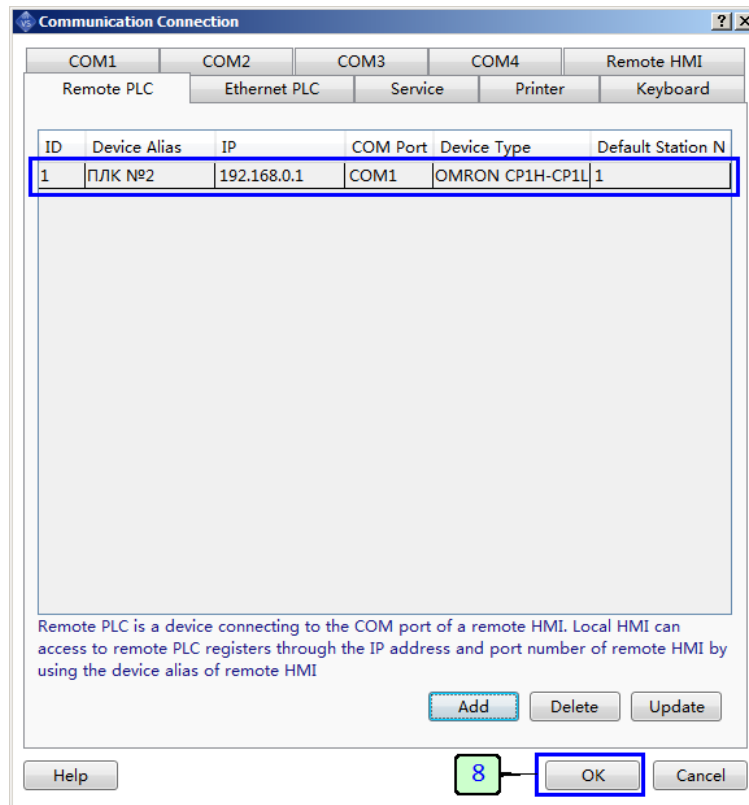 Communication Connection
COM1 COM2 COM3 COM4 Remote HMI
Remote PLC Ethernet PLC Service Printer Keyboard
ID Device Alias IP COM Port Device Type Default Station N
1 ПЛК №2 192.168.0.1 COM1 OMRON CP1H-CP1L 1
Remote PLC is a device connecting to the COM port of a remote HMI. Local HMI can
access to remote PLC registers through the IP address and port number of remote HMI by
using the device alias of remote HMI
Add Delete Update
Help 8 OK Cancel